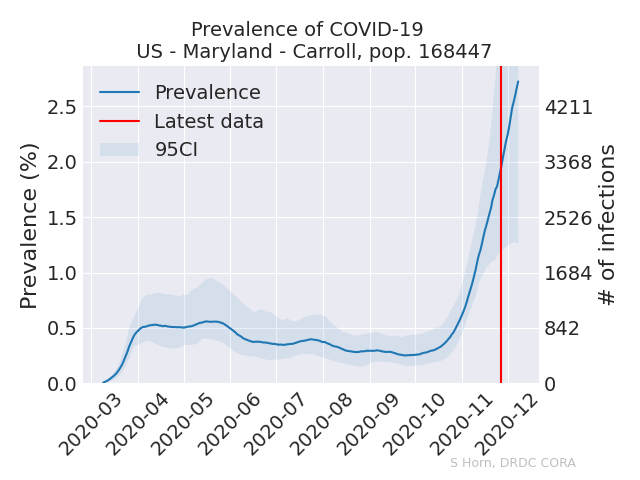 Prevalence of COVID-19
US - Maryland - Carroll, pop. 168447
Prevalence
Latest data
95CI
Prevalence (%)
2.5
2.0
1.5
1.0
0.5
0.0
4211
3368
2526
1684
842
0
# of infections
2020-03
2020-04
2020-05
2020-06
2020-07
2020-08
2020-09
2020-10
2020-11
2020-12
S Horn, DRDC CORA